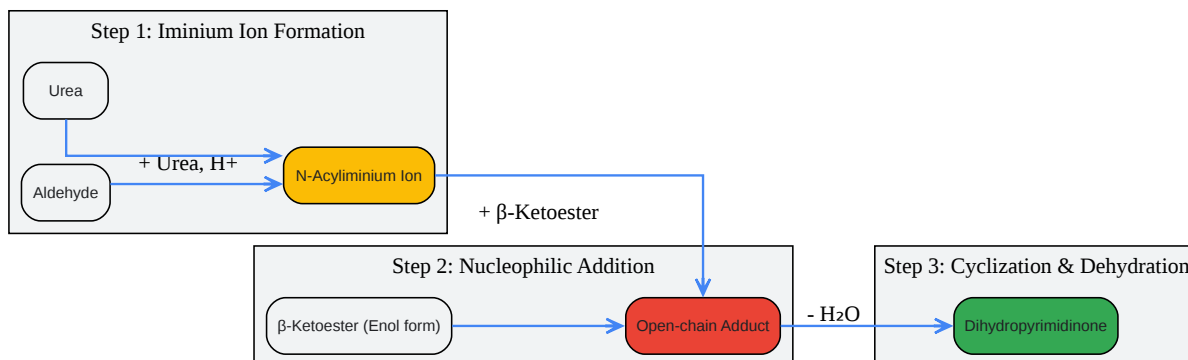 Step 1: Iminium Ion Formation
Urea
+ Urea, H+
N-Acyliminium Ion
Aldehyde
+ β-Ketoester
Step 2: Nucleophilic Addition
Step 3: Cyclization & Dehydration
β-Ketoester (Enol form)
Open-chain Adduct
- H₂O
Dihydropyrimidinone